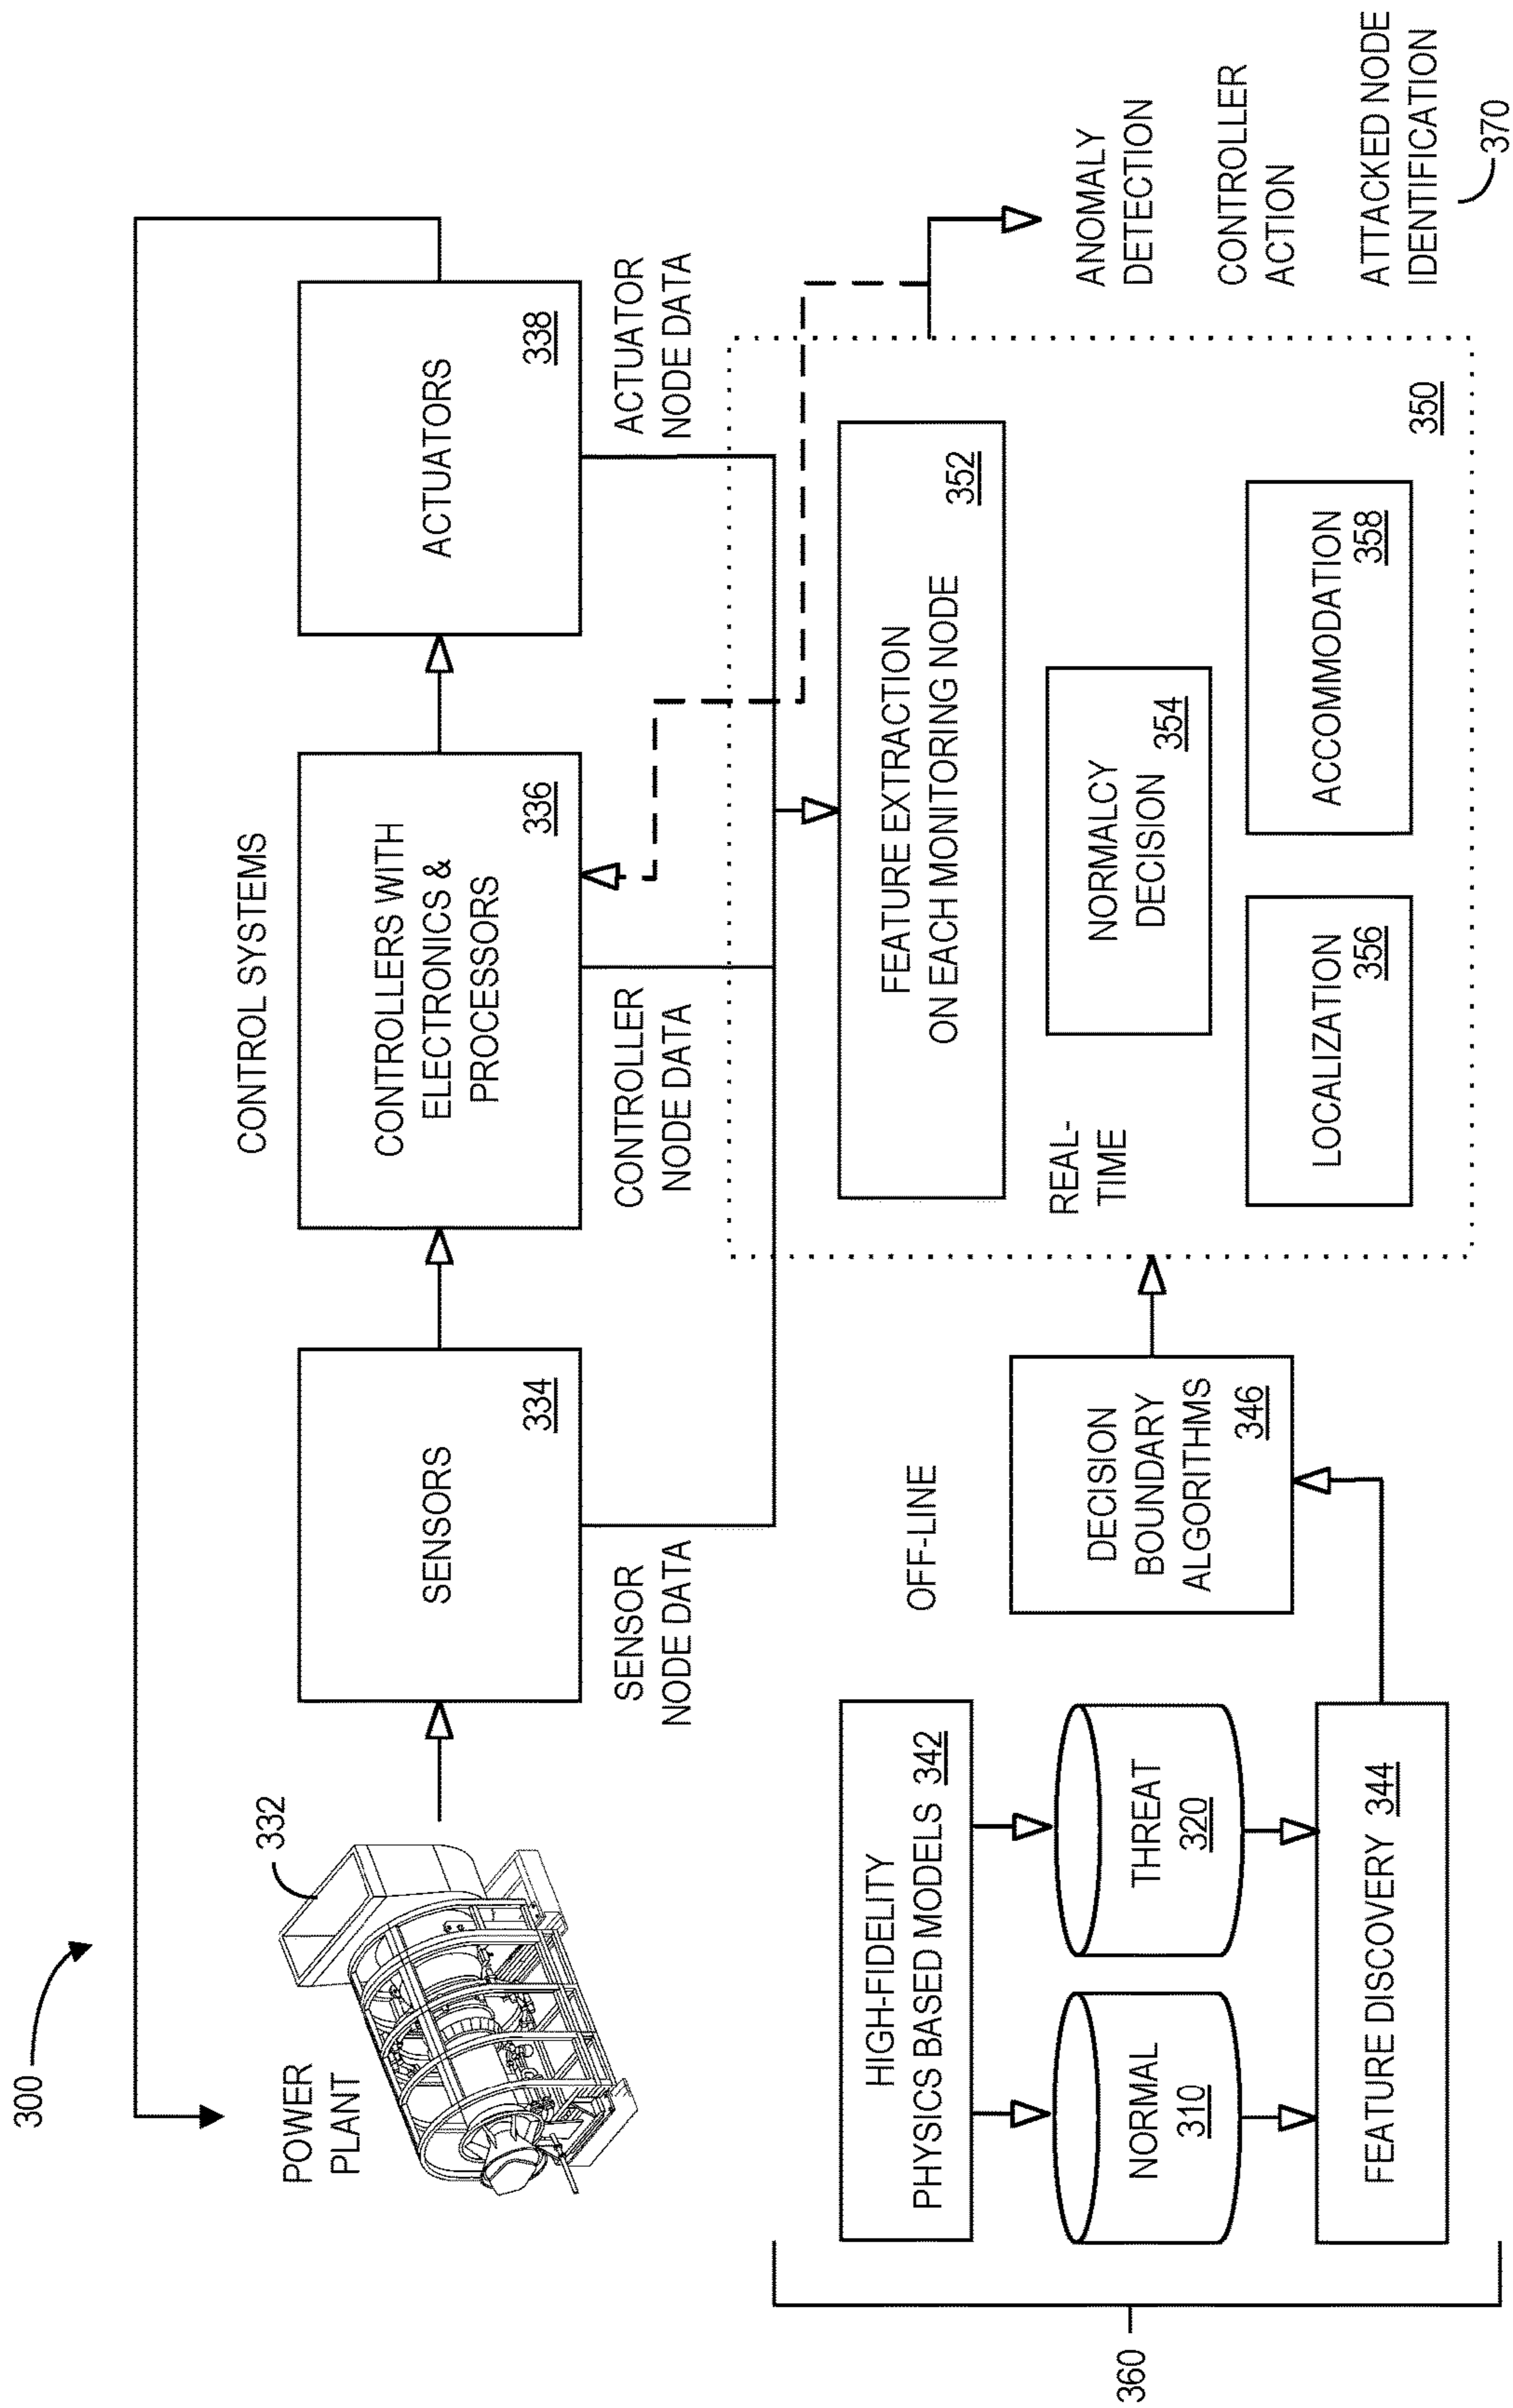 300
POWER
PLANT
332
CONTROL SYSTEMS
SENSORS
334
CONTROLLERS WITH
ELECTRONICS &
PROCESSORS
336
ACTUATORS
338
SENSOR
NODE DATA
CONTROLLER
NODE DATA
ACTUATOR
NODE DATA
360
HIGH-FIDELITY
PHYSICS BASED MODELS 342
NORMAL
310
THREAT
320
FEATURE DISCOVERY 344
OFF-LINE
DECISION
BOUNDARY
ALGORITHMS
346
FEATURE EXTRACTION
ON EACH MONITORING NODE
352
REAL-
TIME
NORMALCY
DECISION
354
LOCALIZATION
356
ACCOMMODATION
358
350
ANOMALY
DETECTION
CONTROLLER
ACTION
ATTACKED NODE
IDENTIFICATION
370